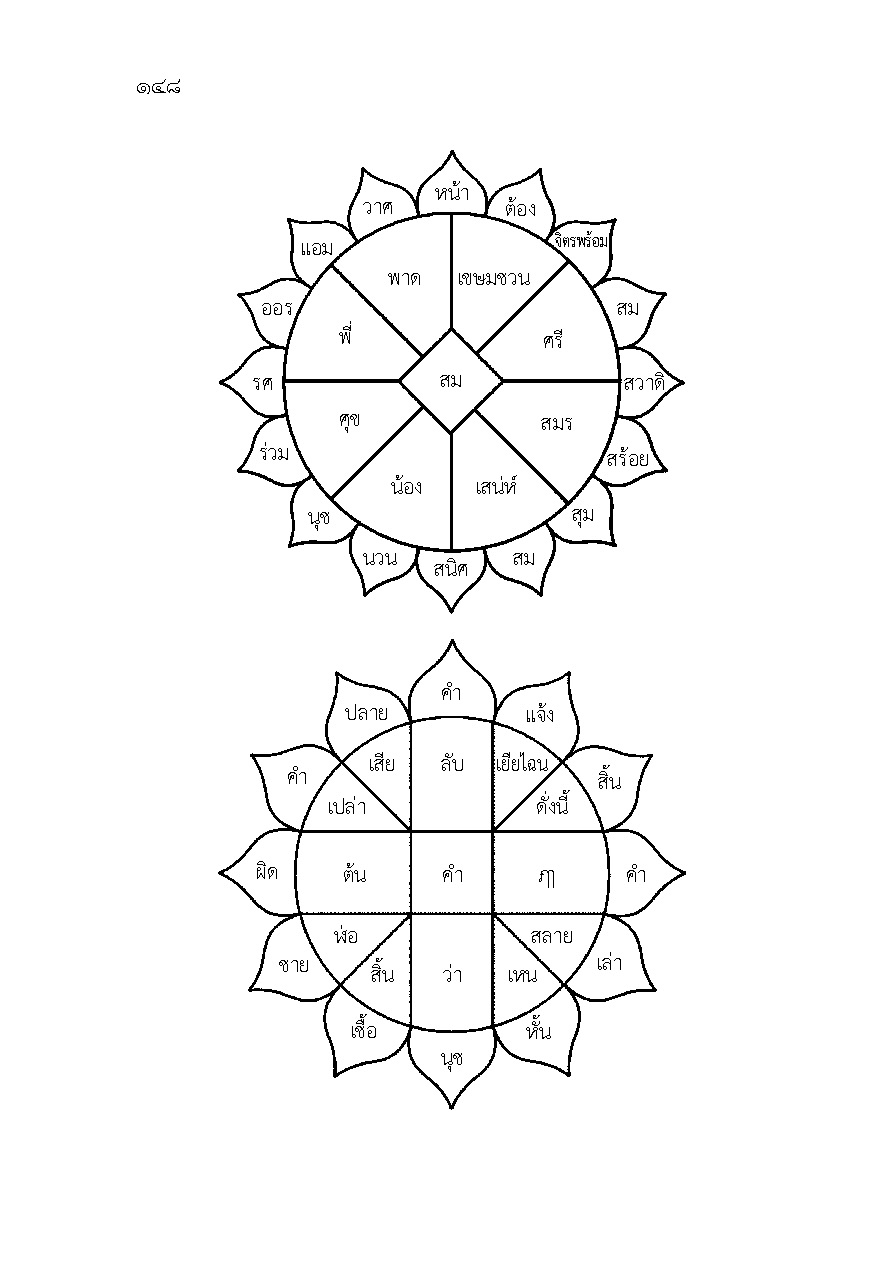 ๑๔๘
หน้า
วาศ ต้อง
แอม จิตรพร้อม
พาด เขษมชวน
ออร สม
พี่ ศรี
รศ สม สวาดิ
ศุข สมร
ร่วม สร้อย
น้อง เสน่ห์
นุช สุม
นวน สนิศ สม
คำ
ปลาย แจ้ง
เสีย ลับ เยียไฉน
คำ สิ้น
เปล่า ดั่งนี้
ผิด ต้น คำ ฦๅ คำ
ฬ่อ สลาย
ชาย เล่า
สิ้น ว่า เหน
เชื้อ หั้น
นุช